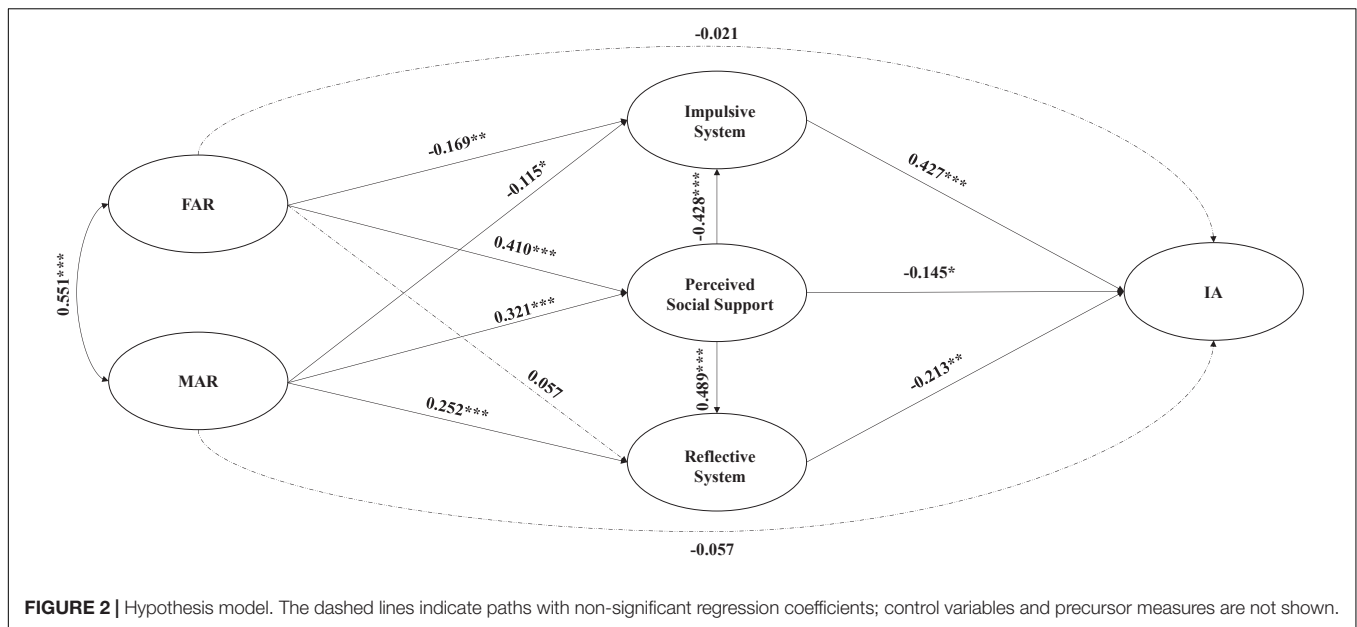 -0.021
Impulsive
System
-0.169**
0.427***
-0.115*
FAR
-0.428***
0.410***
0.551***
Perceived
Social Support
-0.145*
IA
0.321***
MAR
0.057
0.489***
-0.213**
0.252***
Reflective
System
-0.057
FIGURE 2 | Hypothesis model. The dashed lines indicate paths with non-significant regression coefficients; control variables and precursor measures are not shown.